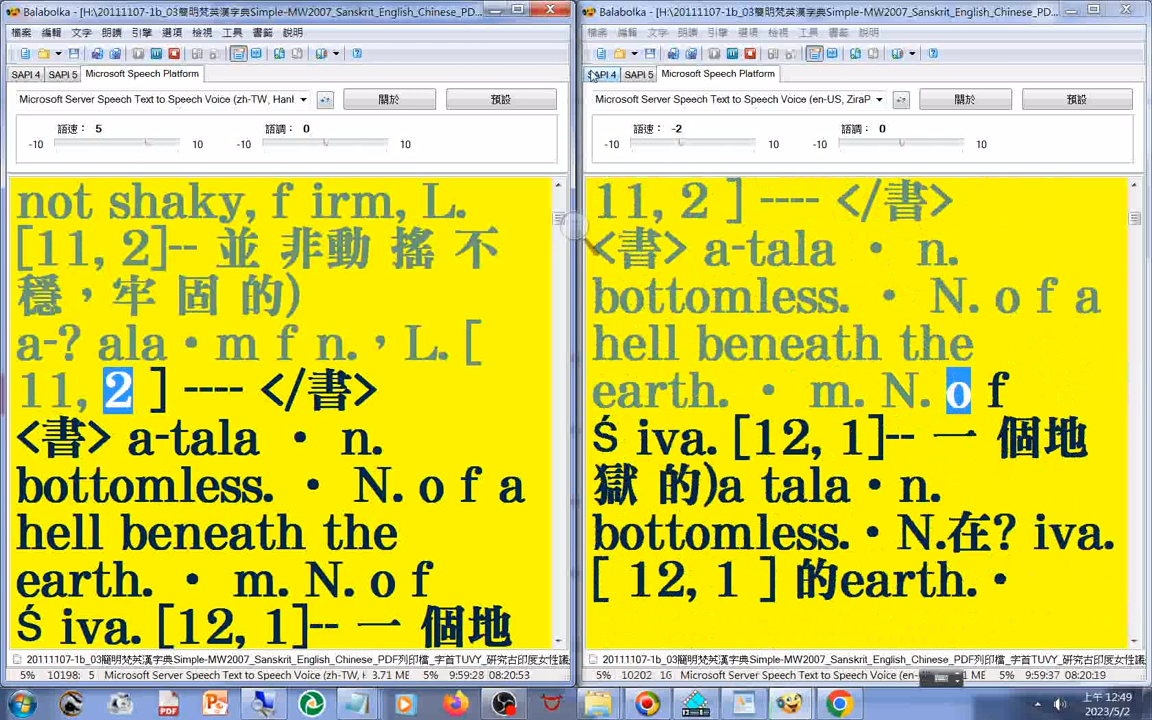 Balabolka - [H:\20111107-1b_03簡明梵英漢字典Simple-MW2007_Sanskrit_English_Chinese_PD...
檔案 編輯 文字 朗讀 引擎 選項 檢視 工具 書籤 說明
SAPI 4 SAPI 5 Microsoft Speech Platform
Microsoft Server Speech Text to Speech Voice (zh-TW, Hanl
關於 預設
語速： 5 語調： 0
-10 10 -10 10
not shaky, f irm, L.
[11, 2]-- 並 非動 搖 不
穩，牢 固 的)
a-? ala・m f n.，L. [
11, 2 ] ---- </書>
<書> a-tala ・ n.
bottomless. ・ N. o f a
hell beneath the
earth. ・ m. N. o f
Ś iva. [12, 1]-- 一 個地
20111107-1b_03簡明梵英漢字典Simple-MW2007_Sanskrit_English_Chinese_PDF列印檔_字首TUVY_研究古印度女性議
5% 10198: 5 Microsoft Server Speech Text to Speech Voice (zh-TW, H 3.71 ME 5% 9:59:28 08:20:53
Balabolka - [H:\20111107-1b_03簡明梵英漢字典Simple-MW2007_Sanskrit_English_Chinese_PDF...
檔案 編輯 文字 朗讀 引擎 選項 檢視 工具 書籤 說明
SAPI 4 SAPI 5 Microsoft Speech Platform
Microsoft Server Speech Text to Speech Voice (en-US, ZiraP
關於 預設
語速： -2 語調： 0
-10 10 -10 10
11, 2 ] ---- </書>
<書> a-tala ・ n.
bottomless. ・ N. o f a
hell beneath the
earth. ・ m. N. o f
Ś iva. [12, 1]-- 一 個地
獄 的)a tala・n.
bottomless.・N.在? iva.
[ 12, 1 ] 的earth.・
20111107-1b_03簡明梵英漢字典Simple-MW2007_Sanskrit_English_Chinese_PDF列印檔_字首TUVY_研究古印度女性議
5% 10202 16 Microsoft Server Speech Text to Speech Voice (en-U ME 5% 9:59:37 08:20:19
上午 12:49
2023/5/2